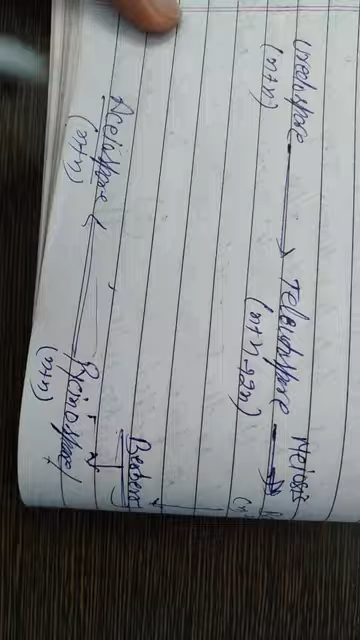 Uredospore → Teleutospore Meiosis →
(n+n) (n+n→2n) (n
Barberry
Aeciospore ← Pycniospore
(n+n) (n+n)